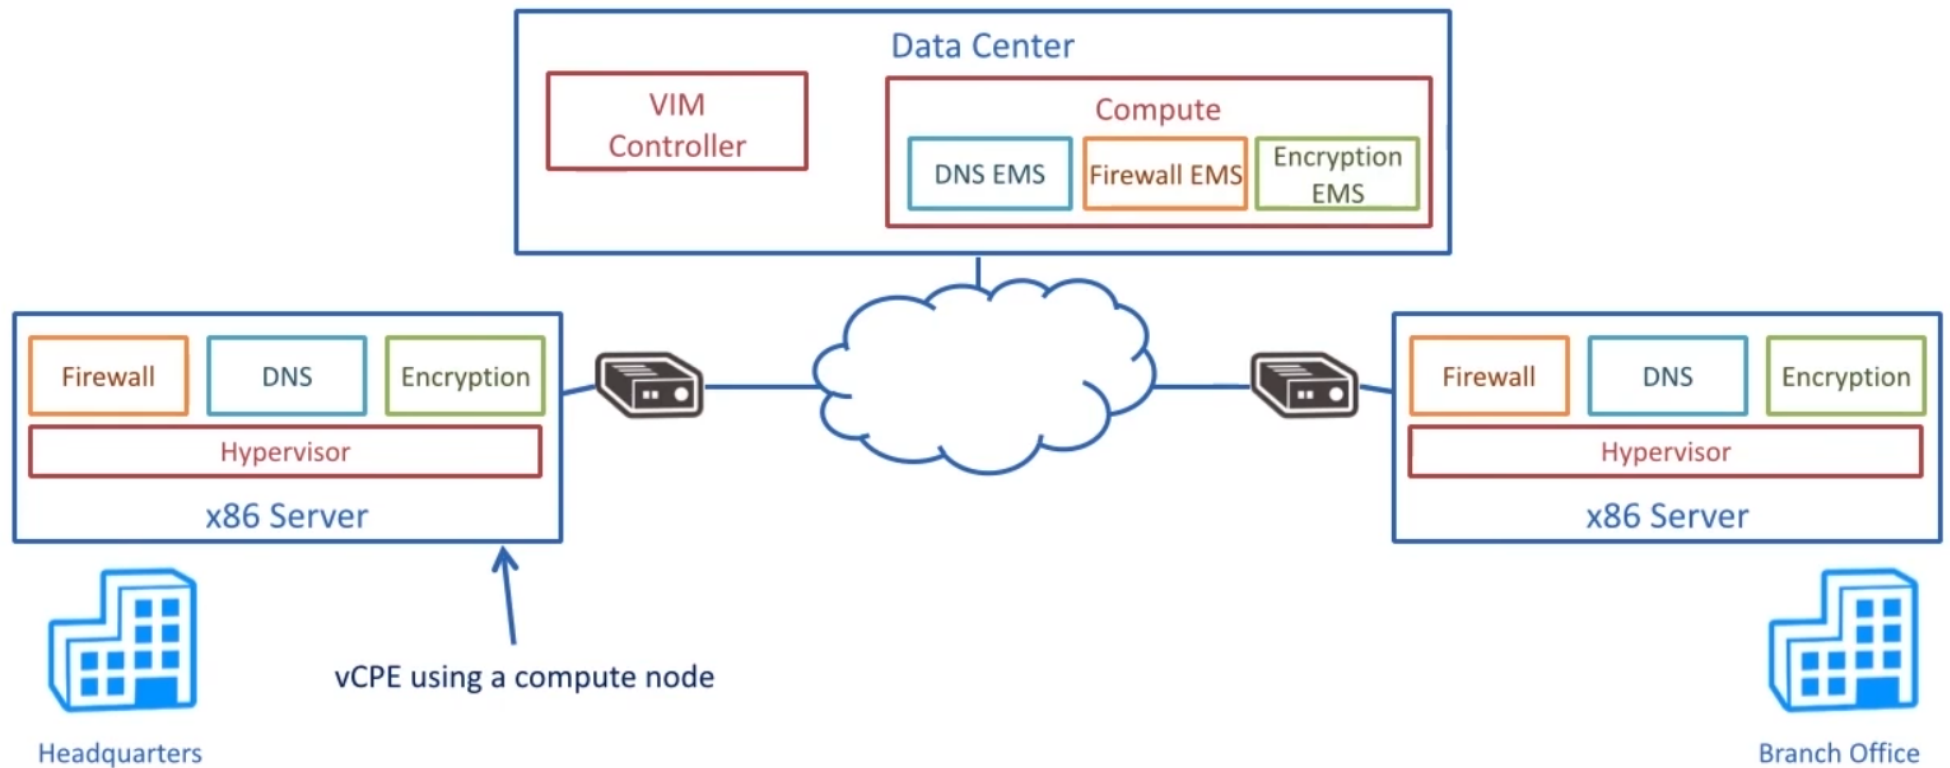 Data Center
VIM
Controller
Compute
DNS EMS
Firewall EMS
Encryption
EMS
Firewall
DNS
Encryption
Hypervisor
x86 Server
Firewall
DNS
Encryption
Hypervisor
x86 Server
vCPE using a compute node
Headquarters
Branch Office